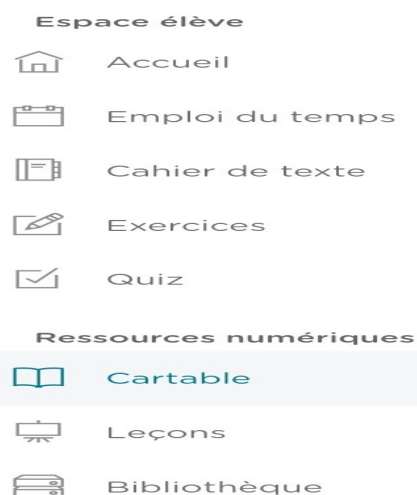 Espace élève
Accueil
Emploi du temps
Cahier de texte
Exercices
Quiz
Ressources numériques
Cartable
Leçons
Bibliothèque